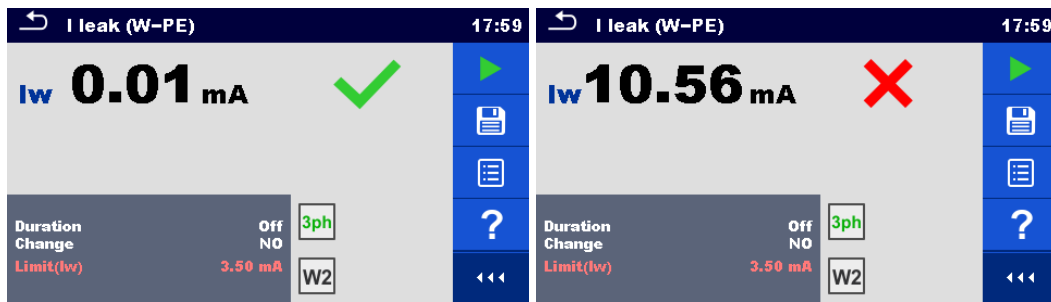 I leak (W-PE) 17:59
Iw 0.01 mA
Duration Off
Change NO
Limit(Iw) 3.50 mA
3ph
W2
?
I leak (W-PE) 17:59
Iw 10.56 mA
Duration Off
Change NO
Limit(Iw) 3.50 mA
3ph
W2
?